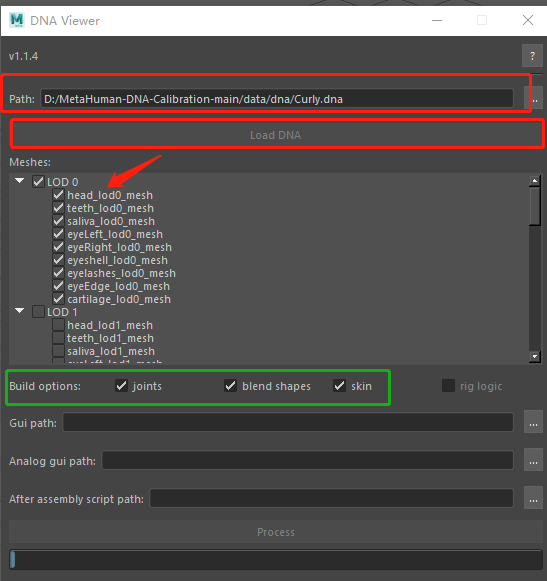 DNA Viewer
v1.1.4
?
Path: D:/MetaHuman-DNA-Calibration-main/data/dna/Curly.dna ...
Load DNA
Meshes:
LOD 0
head_lod0_mesh
teeth_lod0_mesh
saliva_lod0_mesh
eyeLeft_lod0_mesh
eyeRight_lod0_mesh
eyeshell_lod0_mesh
eyelashes_lod0_mesh
eyeEdge_lod0_mesh
cartilage_lod0_mesh
LOD 1
head_lod1_mesh
teeth_lod1_mesh
saliva_lod1_mesh
eyeLeft_lod1_mesh
Build options: joints blend shapes skin rig logic
Gui path: ...
Analog gui path: ...
After assembly script path: ...
Process